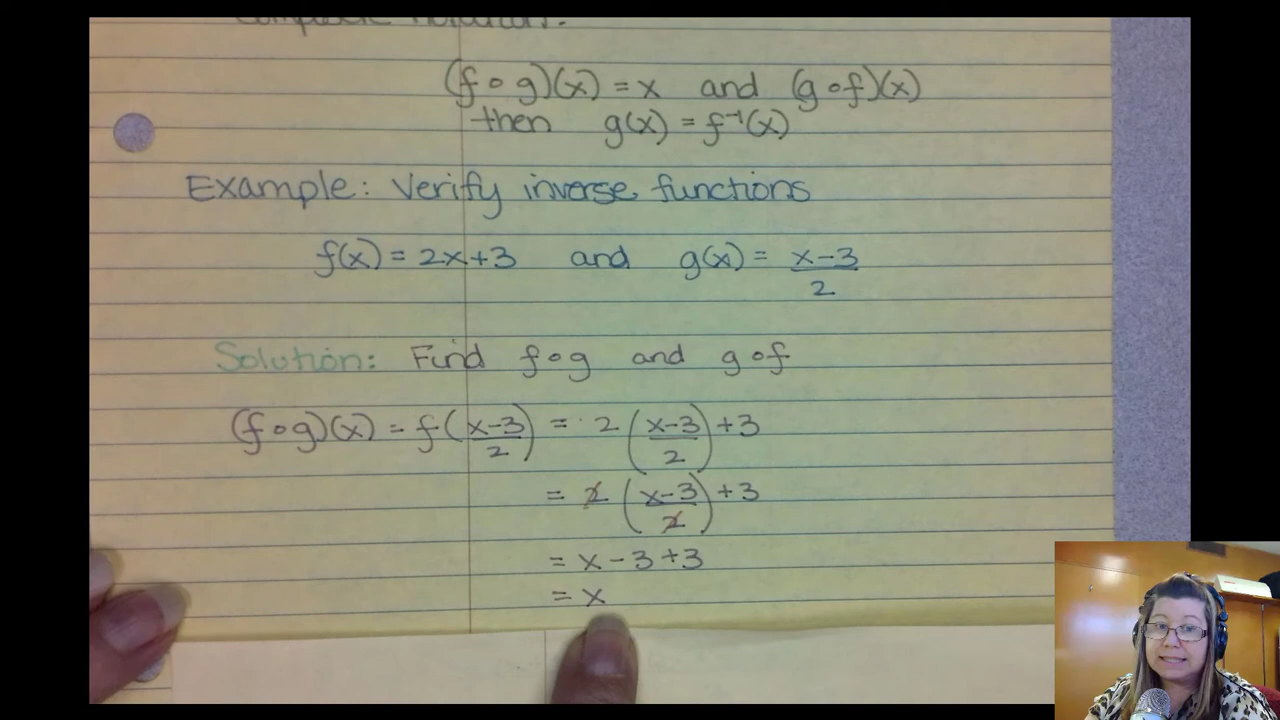 (f∘g)(x) = x and (g∘f)(x)
then g(x) = f⁻¹(x)
Example: Verify inverse functions
f(x) = 2x+3 and g(x) = (x-3)/2
Solution: Find f∘g and g∘f
(f∘g)(x) = f((x-3)/2) = 2((x-3)/2)+3
= 2((x-3)/2)+3
= x-3+3
= x